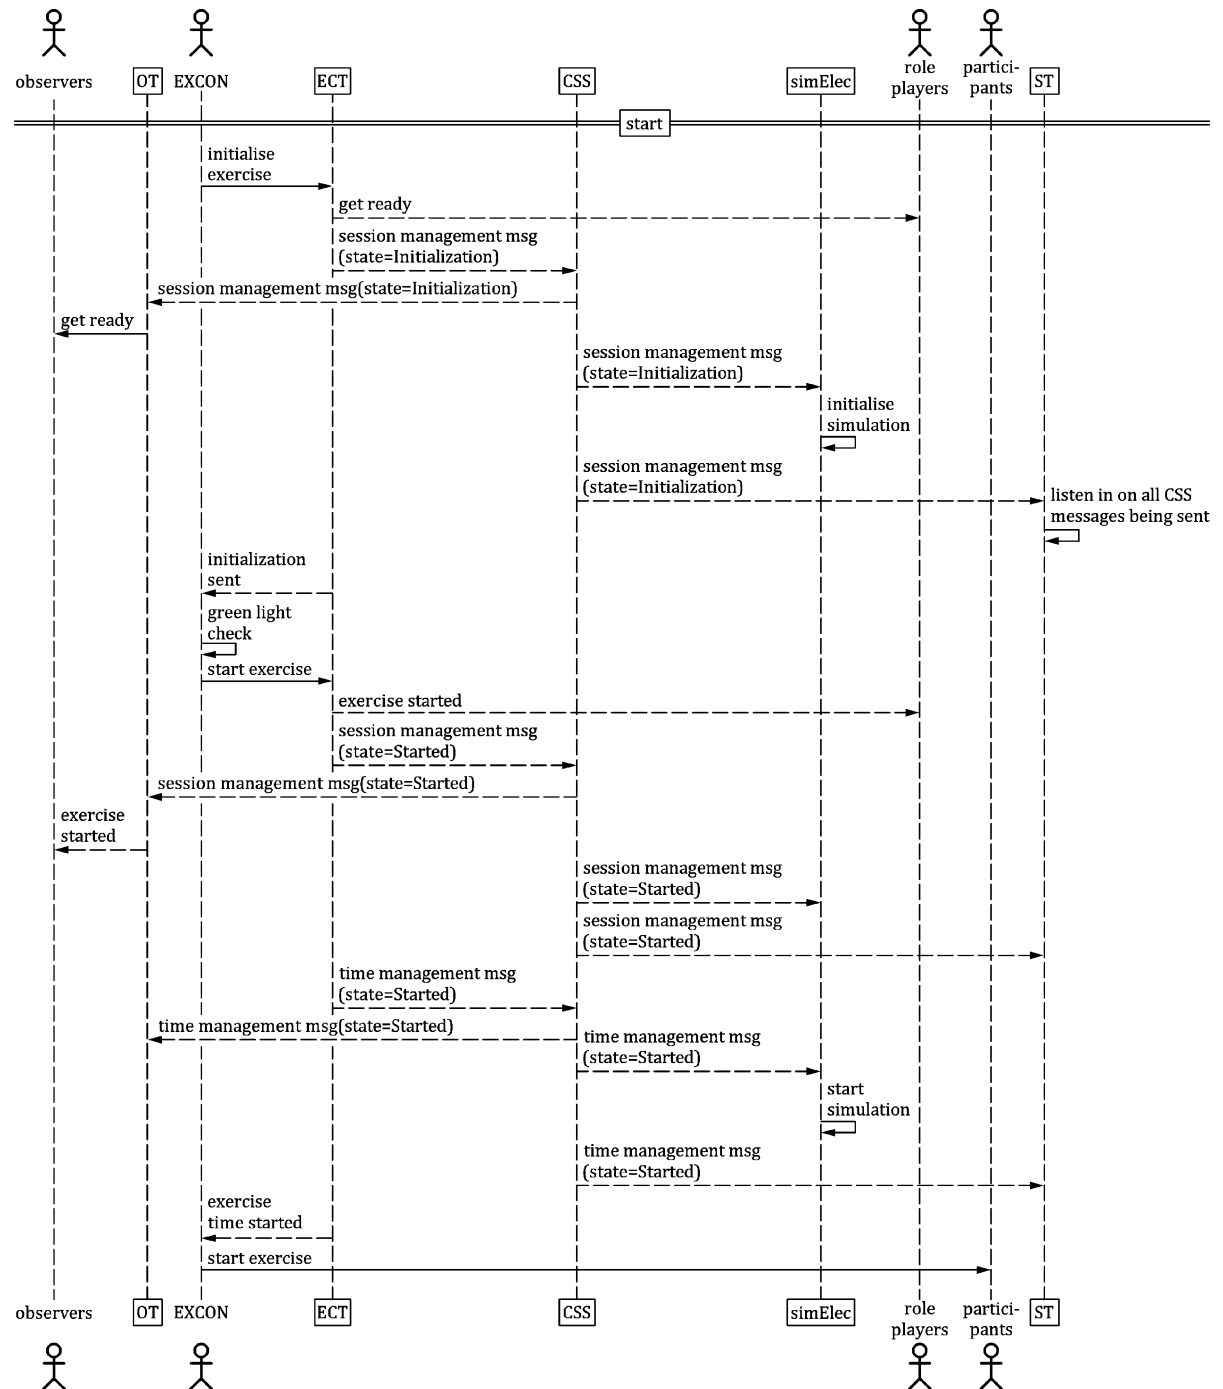 observers OT EXCON ECT CSS simElec role players partici-pants ST
start
initialise
exercise
get ready
session management msg
(state=Initialization)
session management msg(state=Initialization)
get ready
session management msg
(state=Initialization)
initialise
simulation
session management msg
(state=Initialization)
listen in on all CSS
messages being sent
initialization
sent
green light
check
start exercise
exercise started
session management msg
(state=Started)
session management msg(state=Started)
exercise
started
session management msg
(state=Started)
session management msg
(state=Started)
time management msg
(state=Started)
time management msg(state=Started)
time management msg
(state=Started)
start
simulation
time management msg
(state=Started)
exercise
time started
start exercise
observers OT EXCON ECT CSS simElec role players partici-pants ST